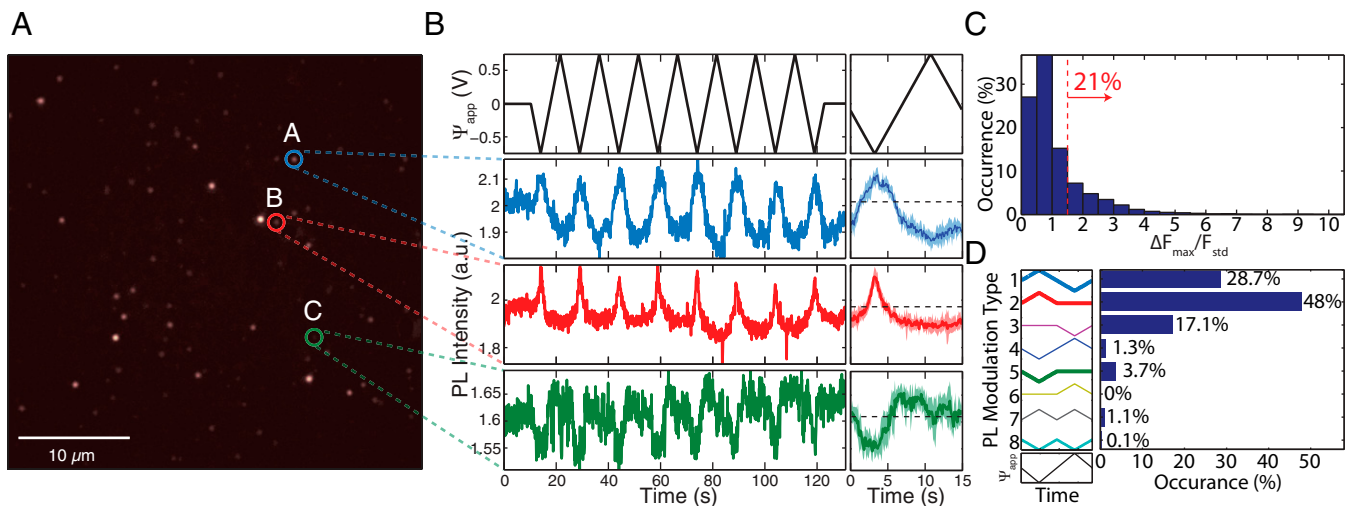 A
A
B
C
10 µm
B
Ψapp (V)
0.5
0
−0.5
PL Intensity (a.u.)
2.1
2
1.9
2
1.8
1.65
1.6
1.55
0 20 40 60 80 100 120
Time (s)
0 5 10 15
Time (s)
C
Occurrence (%)
30
20
10
0
21%
0 1 2 3 4 5 6 7 8 9 10
ΔFmax/Fstd
D
PL Modulation Type
1
2
3
4
5
6
7
8
28.7%
48%
17.1%
1.3%
3.7%
0%
1.1%
0.1%
Ψapp
Time
0 10 20 30 40 50
Occurance (%)